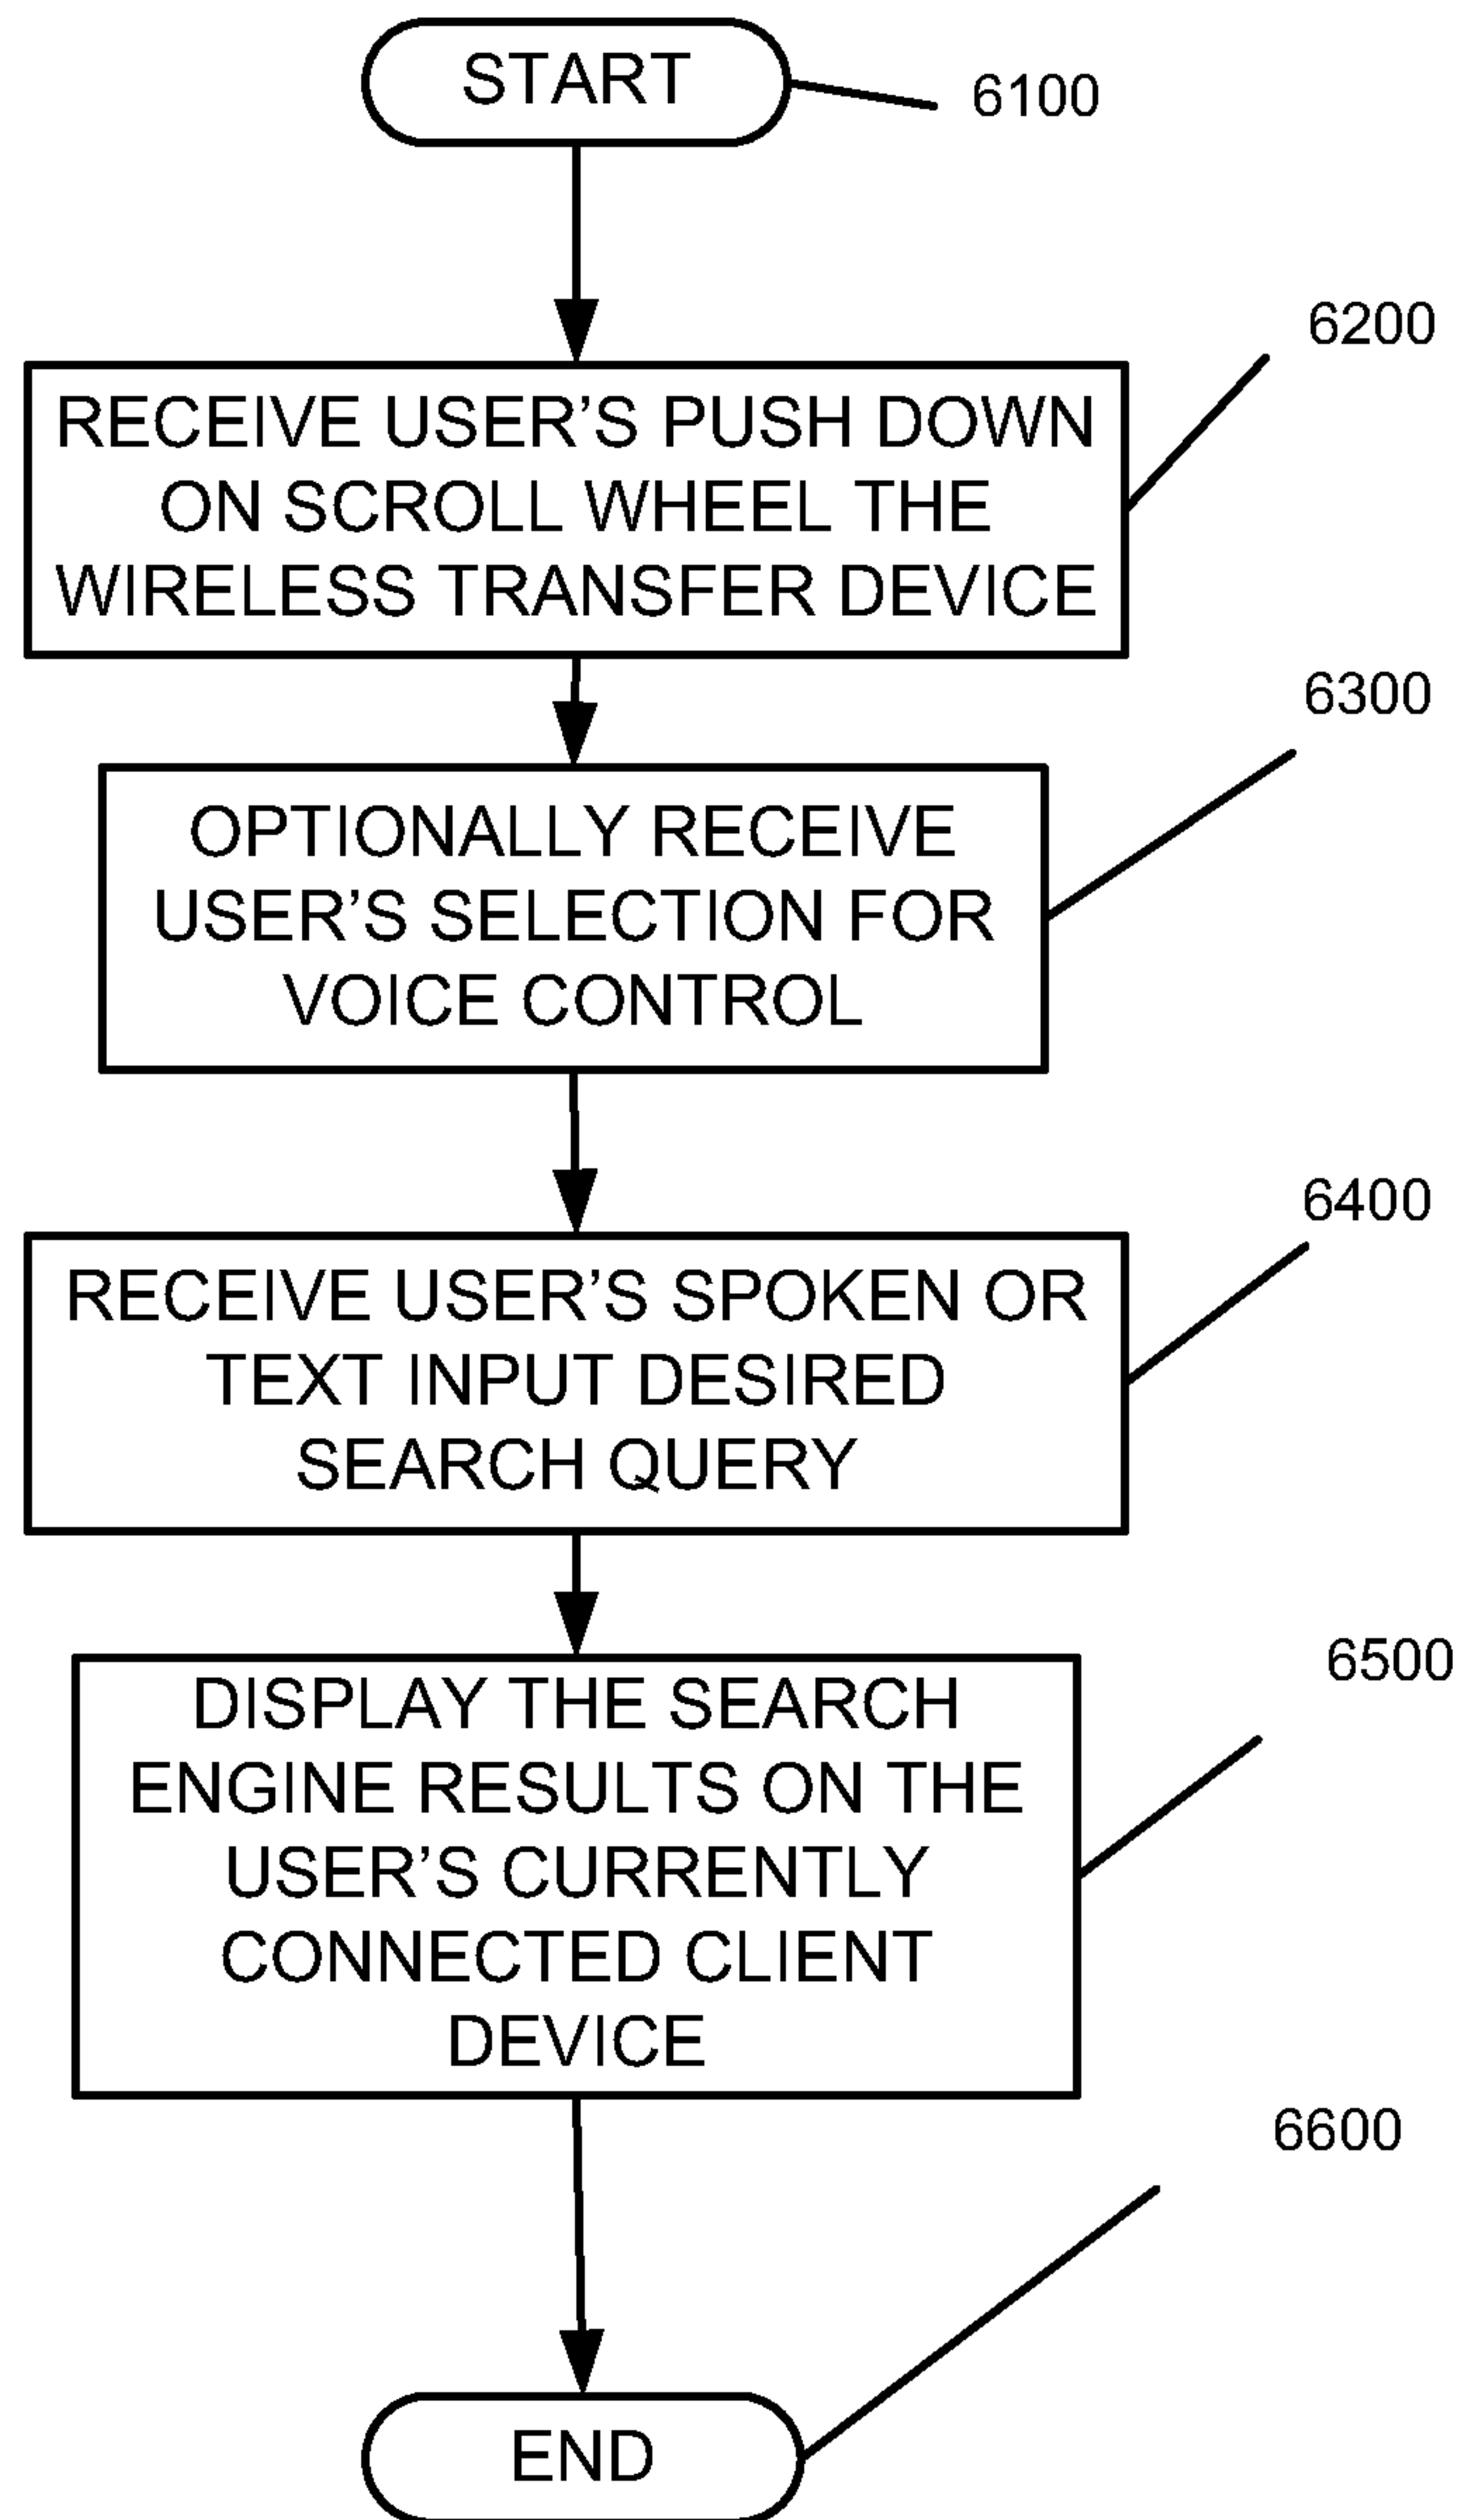 START
6100
6200
RECEIVE USER’S PUSH DOWN
ON SCROLL WHEEL THE
WIRELESS TRANSFER DEVICE
6300
OPTIONALLY RECEIVE
USER’S SELECTION FOR
VOICE CONTROL
6400
RECEIVE USER’S SPOKEN OR
TEXT INPUT DESIRED
SEARCH QUERY
6500
DISPLAY THE SEARCH
ENGINE RESULTS ON THE
USER’S CURRENTLY
CONNECTED CLIENT
DEVICE
6600
END